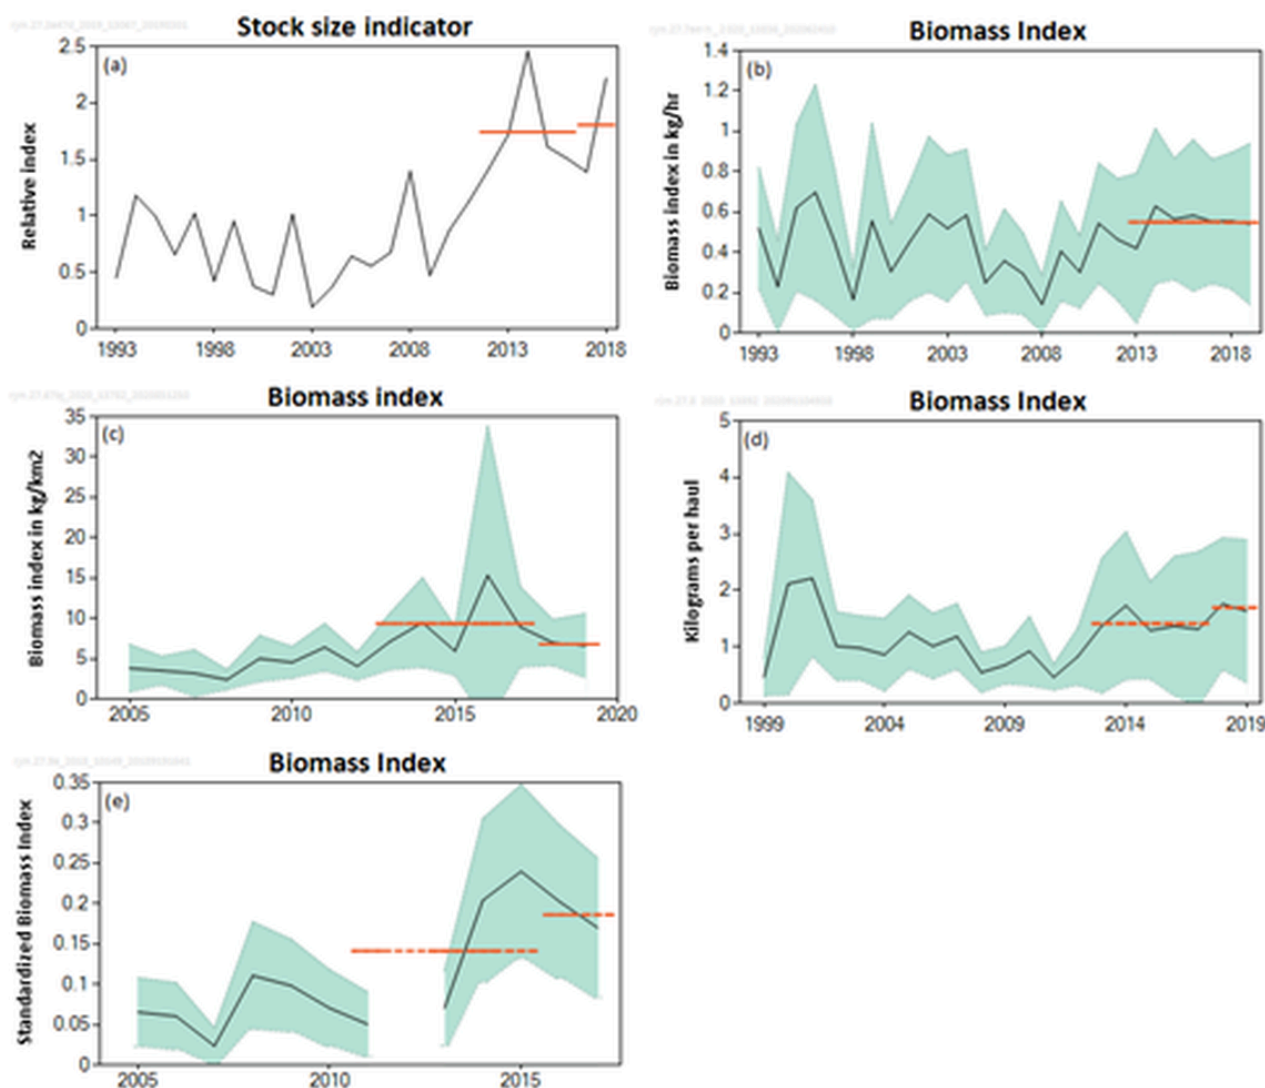 Stock size indicator
(a)
Relative index
2.5
2
1.5
1
0.5
0
1993 1998 2003 2008 2013 2018
Biomass Index
(b)
Biomass index in kg/hr
1.4
1.2
1
0.8
0.6
0.4
0.2
0
1993 1998 2003 2008 2013 2018
Biomass index
(c)
Biomass index in kg/km2
35
30
25
20
15
10
5
0
2005 2010 2015 2020
Biomass Index
(d)
Kilograms per haul
5
4
3
2
1
0
1999 2004 2009 2014 2019
Biomass Index
(e)
Standardized Biomass Index
0.35
0.3
0.25
0.2
0.15
0.1
0.05
0
2005 2010 2015